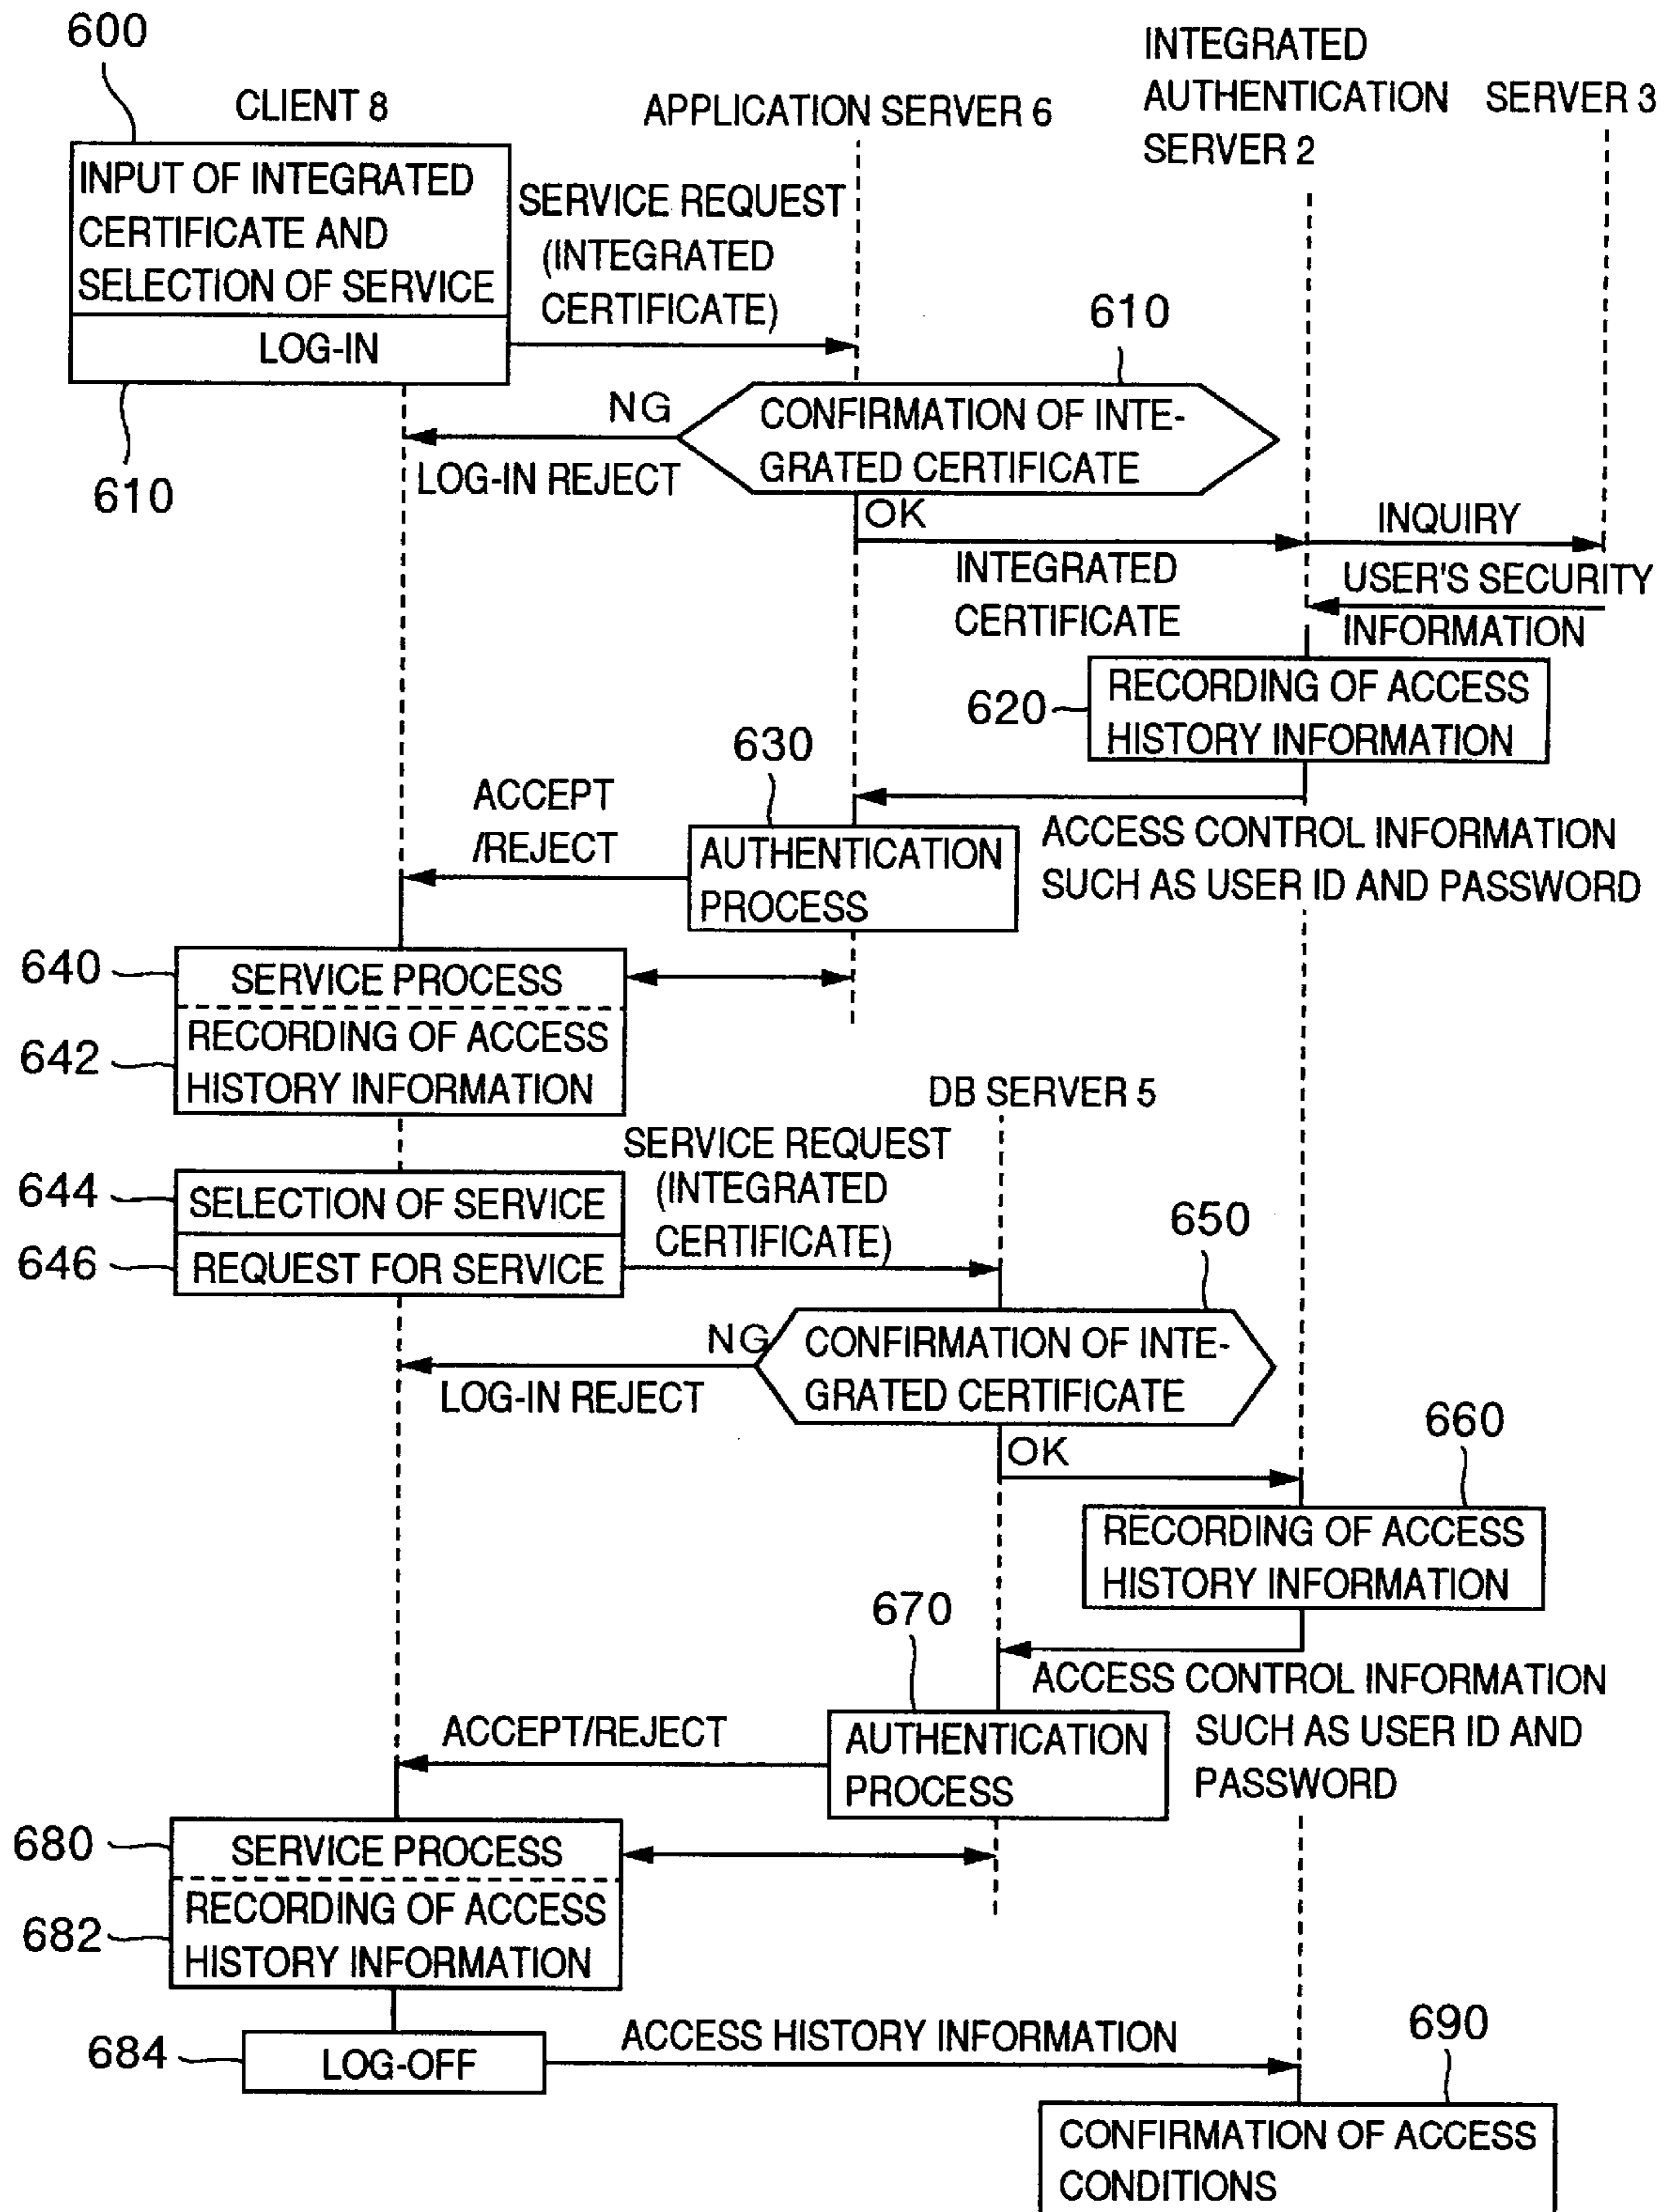 600
CLIENT 8
APPLICATION SERVER 6
INTEGRATED
AUTHENTICATION
SERVER 2
SERVER 3
INPUT OF INTEGRATED
CERTIFICATE AND
SELECTION OF SERVICE
LOG-IN
610
SERVICE REQUEST
(INTEGRATED
CERTIFICATE)
610
CONFIRMATION OF INTE-
GRATED CERTIFICATE
NG
LOG-IN REJECT
OK
INTEGRATED
CERTIFICATE
INQUIRY
USER'S SECURITY
INFORMATION
620
RECORDING OF ACCESS
HISTORY INFORMATION
630
ACCEPT
/REJECT
AUTHENTICATION
PROCESS
ACCESS CONTROL INFORMATION
SUCH AS USER ID AND PASSWORD
640
SERVICE PROCESS
642
RECORDING OF ACCESS
HISTORY INFORMATION
DB SERVER 5
644
SELECTION OF SERVICE
646
REQUEST FOR SERVICE
SERVICE REQUEST
(INTEGRATED
CERTIFICATE)
650
NG
CONFIRMATION OF INTE-
GRATED CERTIFICATE
LOG-IN REJECT
OK
660
RECORDING OF ACCESS
HISTORY INFORMATION
670
ACCESS CONTROL INFORMATION
SUCH AS USER ID AND
PASSWORD
ACCEPT/REJECT
AUTHENTICATION
PROCESS
680
SERVICE PROCESS
682
RECORDING OF ACCESS
HISTORY INFORMATION
684
LOG-OFF
ACCESS HISTORY INFORMATION
690
CONFIRMATION OF ACCESS
CONDITIONS